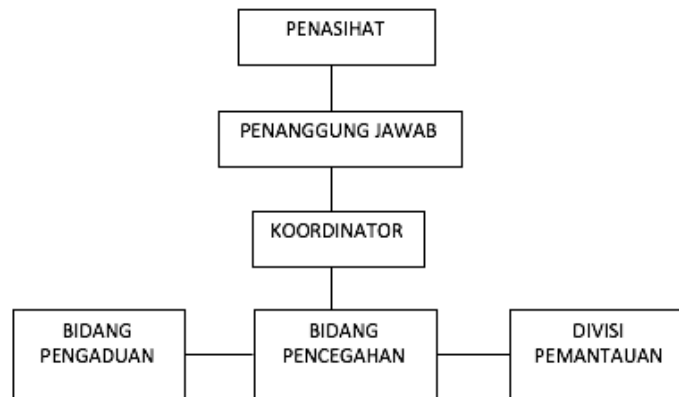 PENASIHAT
PENANGGUNG JAWAB
KOORDINATOR
BIDANG
PENGADUAN
BIDANG
PENCEGAHAN
DIVISI
PEMANTAUAN